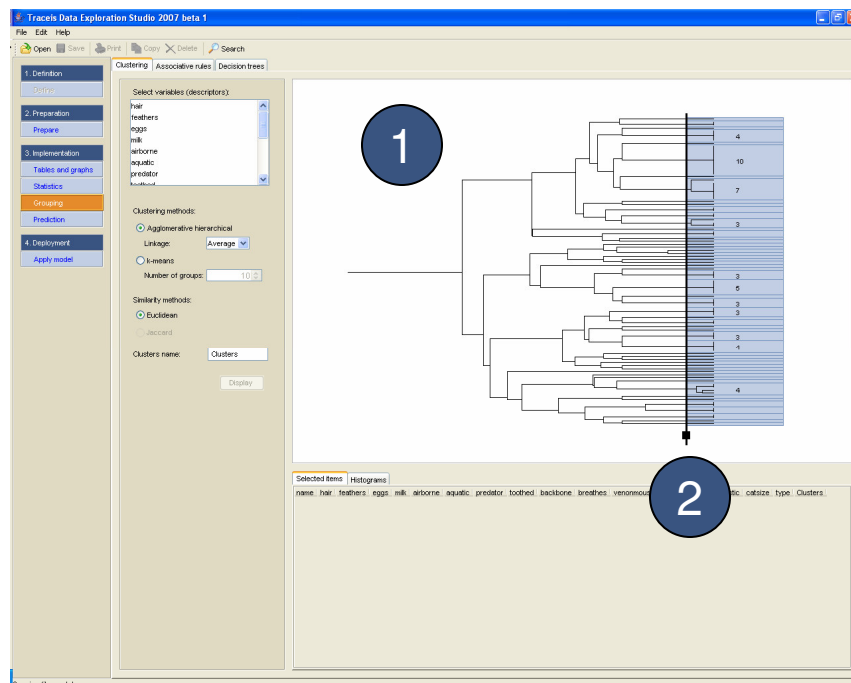 Traceis Data Exploration Studio 2007 beta 1
File Edit Help
Open Save Print Copy Delete Search
1. Definition
Define
2. Preparation
Prepare
3. Implementation
Tables and graphs
Statistics
Grouping
Prediction
4. Deployment
Apply model
Clustering Associative rules Decision trees
Select variables (descriptors):
hair
feathers
eggs
milk
airborne
aquatic
predator
toothed
Clustering methods:
Agglomerative hierarchical
Linkage: Average
k-means
Number of groups: 10
Similarity methods:
Euclidean
Jaccard
Clusters name: Clusters
Display
1
4
10
7
3
3
5
3
3
3
4
4
2
Selected items Histograms
name hair feathers eggs milk airborne aquatic predator toothed backbone breathes venonmous catsize type Clusters